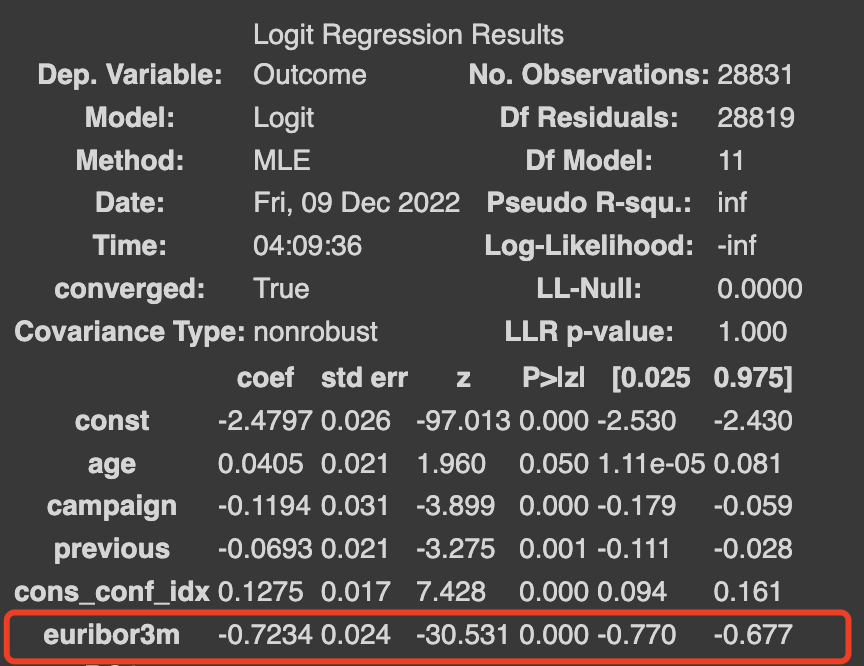 Logit Regression Results
Dep. Variable: Outcome No. Observations: 28831
Model: Logit Df Residuals: 28819
Method: MLE Df Model: 11
Date: Fri, 09 Dec 2022 Pseudo R-squ.: inf
Time: 04:09:36 Log-Likelihood: -inf
converged: True LL-Null: 0.0000
Covariance Type: nonrobust LLR p-value: 1.000
coef std err z P>|z| [0.025 0.975]
const -2.4797 0.026 -97.013 0.000 -2.530 -2.430
age 0.0405 0.021 1.960 0.050 1.11e-05 0.081
campaign -0.1194 0.031 -3.899 0.000 -0.179 -0.059
previous -0.0693 0.021 -3.275 0.001 -0.111 -0.028
cons_conf_idx 0.1275 0.017 7.428 0.000 0.094 0.161
euribor3m -0.7234 0.024 -30.531 0.000 -0.770 -0.677